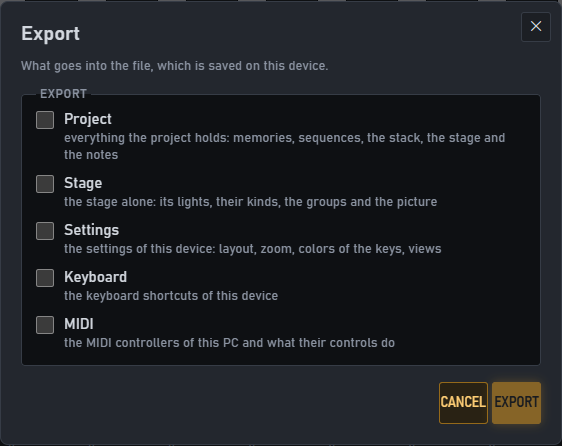 Export
What goes into the file, which is saved on this device.
EXPORT
Project
everything the project holds: memories, sequences, the stack, the stage and
the notes
Stage
the stage alone: its lights, their kinds, the groups and the picture
Settings
the settings of this device: layout, zoom, colors of the keys, views
Keyboard
the keyboard shortcuts of this device
MIDI
the MIDI controllers of this PC and what their controls do
CANCEL EXPORT